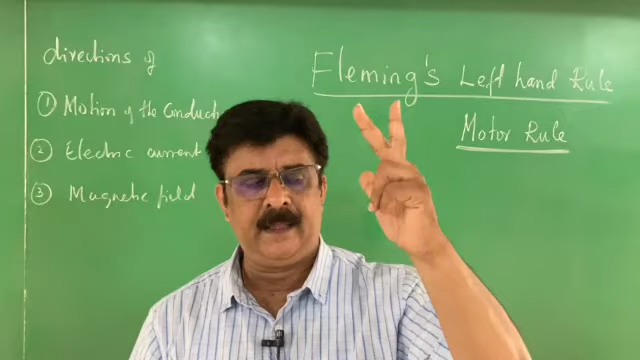 directions of
① Motion of the Conduct
② Electric current
③ Magnetic field
Fleming's Left hand Rule
Motor Rule